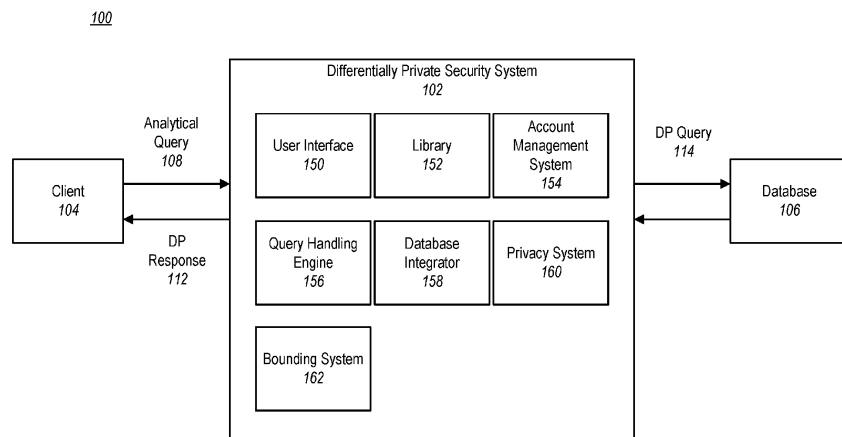 100
Differentially Private Security System
102
Analytical
Query
108
User Interface
150
Library
152
Account
Management
System
154
DP Query
114
Client
104
Database
106
DP
Response
112
Query Handling
Engine
156
Database
Integrator
158
Privacy System
160
Bounding System
162